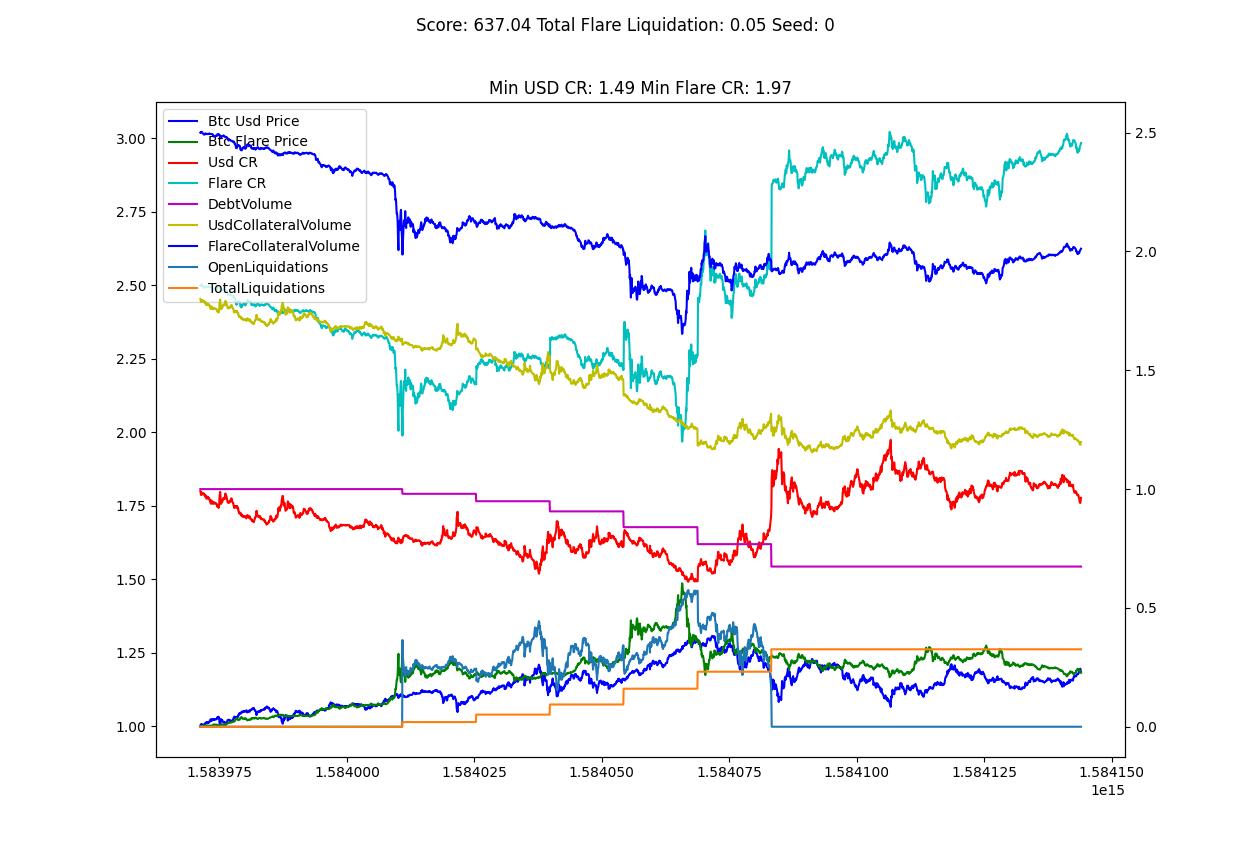 Score: 637.04 Total Flare Liquidation: 0.05 Seed: 0
Min USD CR: 1.49 Min Flare CR: 1.97
Btc Usd Price
Btc Flare Price
Usd CR
Flare CR
DebtVolume
UsdCollateralVolume
FlareCollateralVolume
OpenLiquidations
TotalLiquidations
3.00
2.75
2.50
2.25
2.00
1.75
1.50
1.25
1.00
2.5
2.0
1.5
1.0
0.5
0.0
1.583975 1.584000 1.584025 1.584050 1.584075 1.584100 1.584125 1.584150
1e15